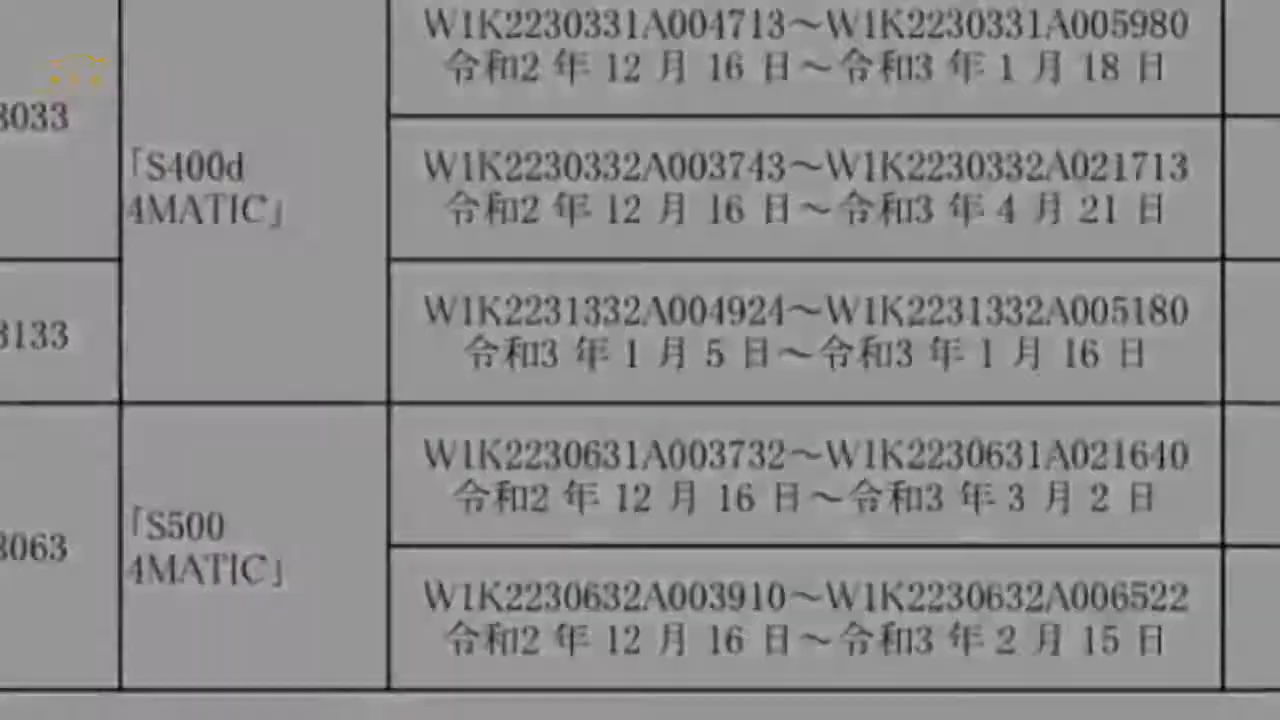 W1K2230331A004713～W1K2230331A005980
令和2 年 12 月 16 日～令和3 年 1 月 18 日
3033
「S400d
4MATIC」
W1K2230332A003743～W1K2230332A021713
令和2 年 12 月 16 日～令和3 年 4 月 21 日
3133
W1K2231332A004924～W1K2231332A005180
令和3 年 1 月 5 日～令和3 年 1 月 16 日
3063
「S500
4MATIC」
W1K2230631A003732～W1K2230631A021640
令和2 年 12 月 16 日～令和3 年 3 月 2 日
W1K2230632A003910～W1K2230632A006522
令和2 年 12 月 16 日～令和3 年 2 月 15 日